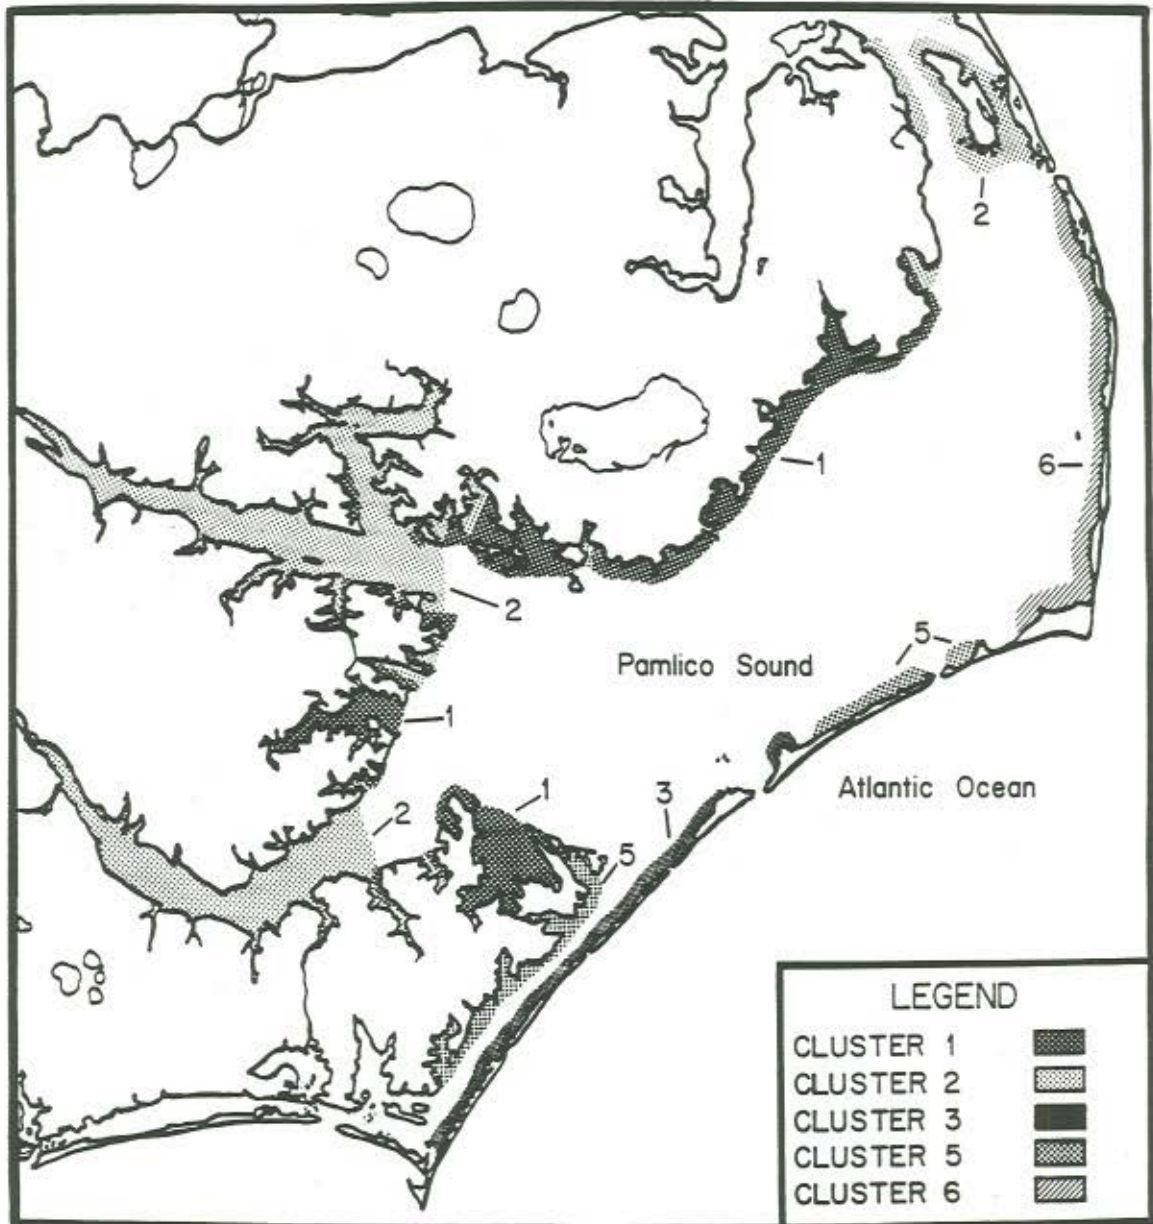 2
1
6
2
5
Pamlico Sound
1
Atlantic Ocean
1
3
2
5
LEGEND
CLUSTER 1
CLUSTER 2
CLUSTER 3
CLUSTER 5
CLUSTER 6